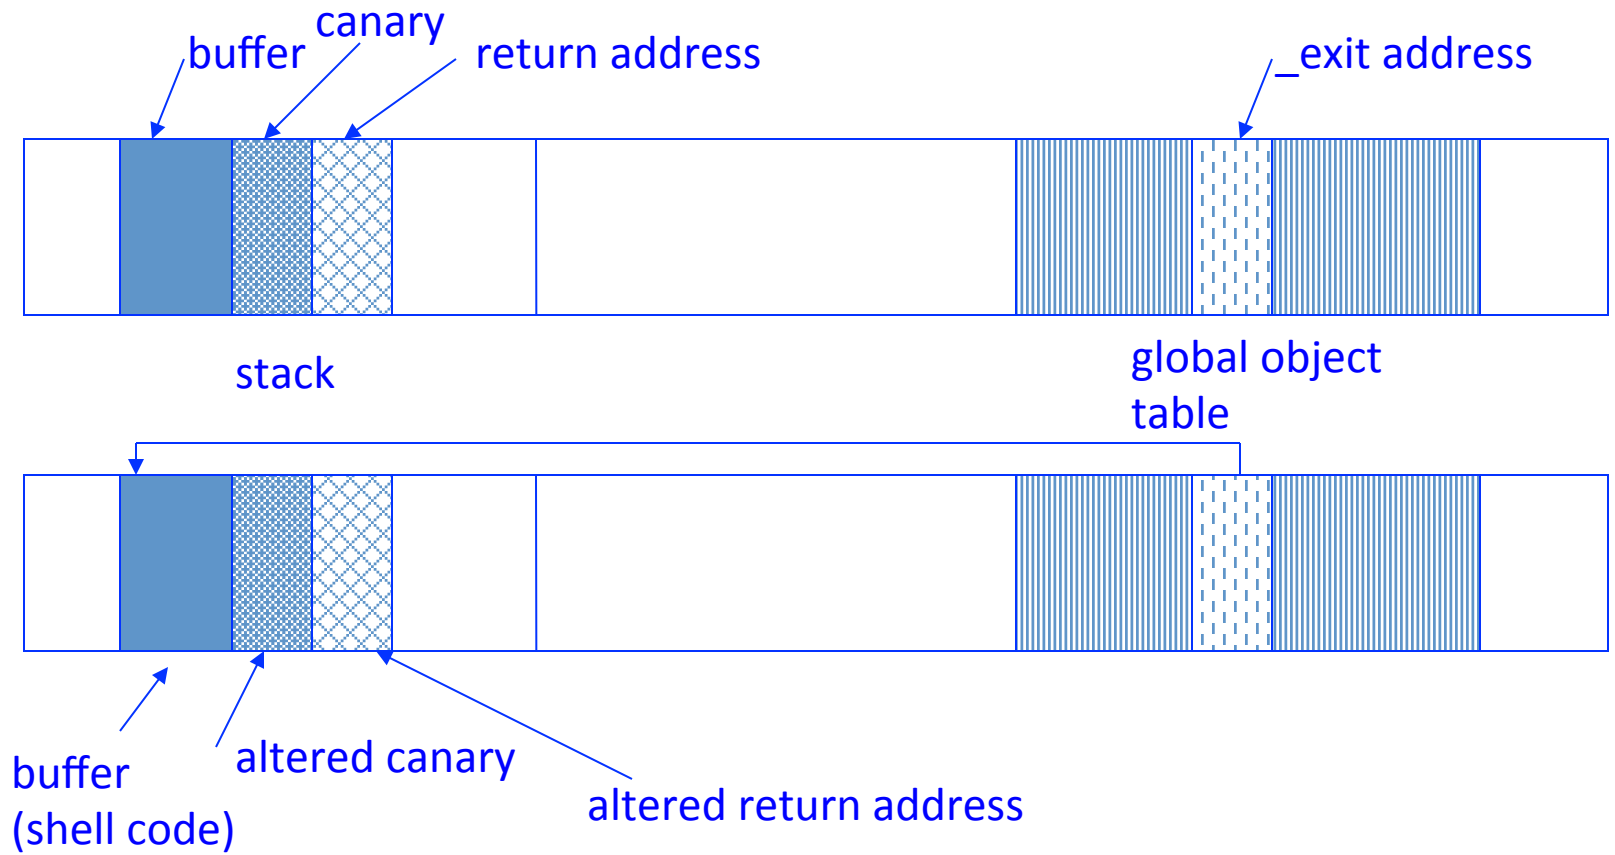 canary
buffer
return address
_exit address
stack
global object
table
buffer
(shell code)
altered canary
altered return address